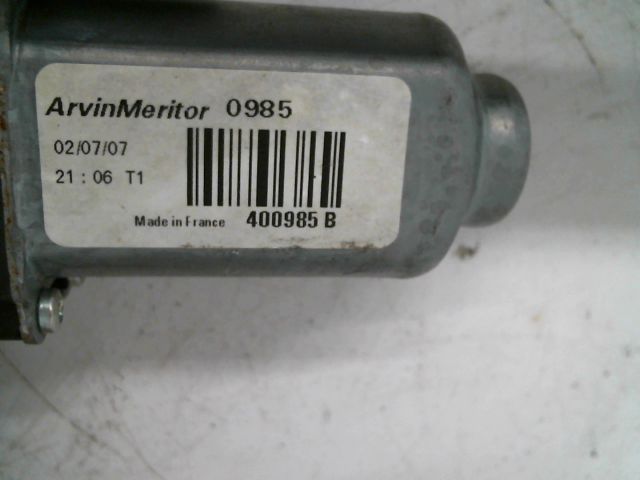 ArvinMeritor 0985
02/07/07
21 : 06 T1
Made in France 400985 B